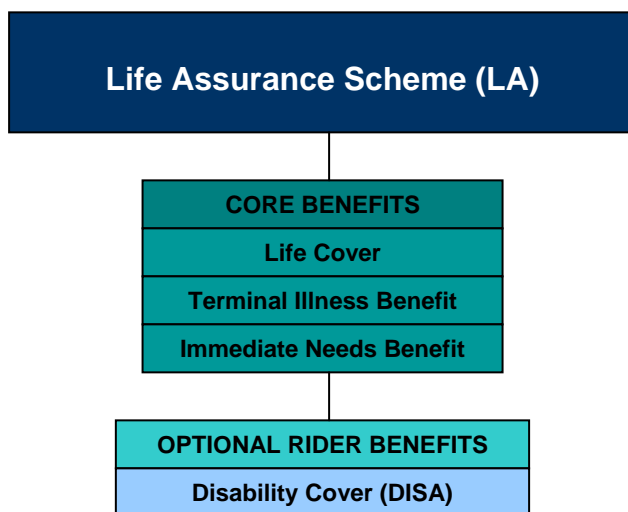 Life Assurance Scheme (LA)
CORE BENEFITS
Life Cover
Terminal Illness Benefit
Immediate Needs Benefit
OPTIONAL RIDER BENEFITS
Disability Cover (DISA)